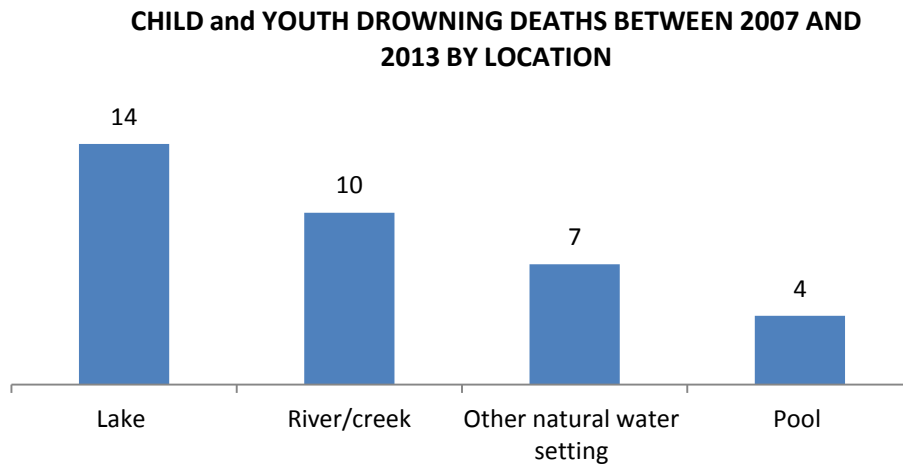 CHILD and YOUTH DROWNING DEATHS BETWEEN 2007 AND
2013 BY LOCATION
14
10
7
4
Lake
River/creek
Other natural water
setting
Pool